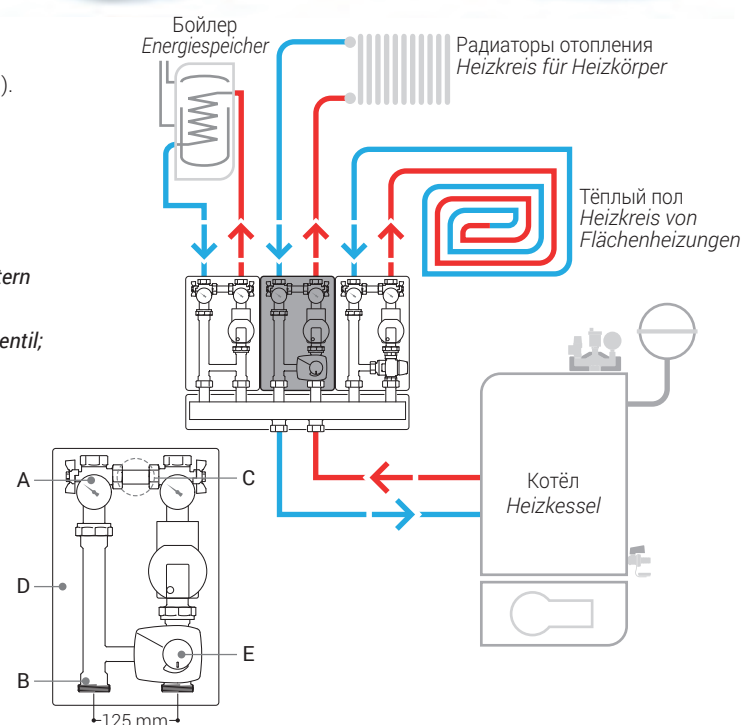 Бойлер
Energiespeicher
).
Радиаторы отопления
Heizkreis für Heizkörper
Тёплый пол
Heizkreis von
Flächenheizungen
tern
entil;
Котёл
Heizkessel
A
C
D
E
B
125 mm